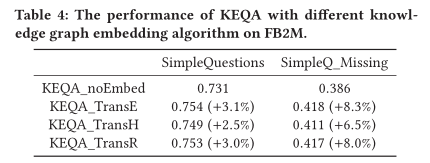 Table 4: The performance of KEQA with different knowl-
edge graph embedding algorithm on FB2M.
SimpleQuestions SimpleQ_Missing
KEQA_noEmbed 0.731 0.386
KEQA_TransE 0.754 (+3.1%) 0.418 (+8.3%)
KEQA_TransH 0.749 (+2.5%) 0.411 (+6.5%)
KEQA_TransR 0.753 (+3.0%) 0.417 (+8.0%)